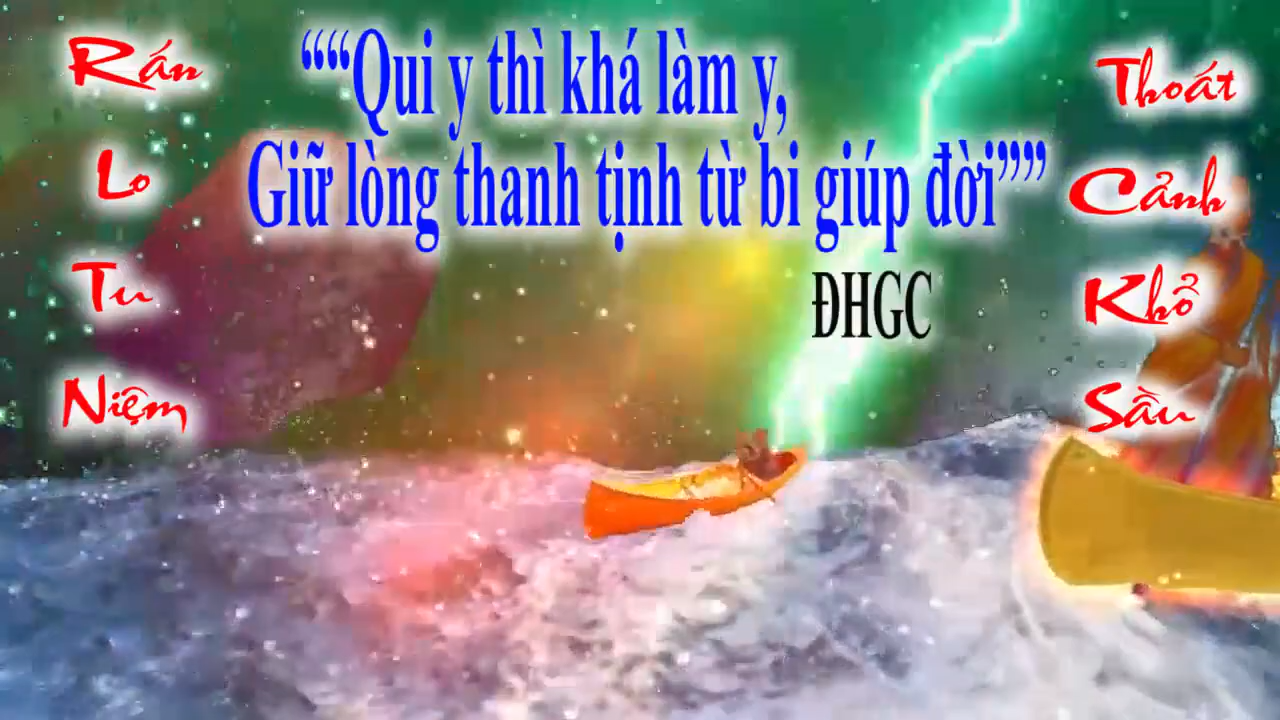 Rán
Lo
Tu
Niệm
““Qui y thì khá làm y,
Giữ lòng thanh tịnh từ bi giúp đời””
ĐHGC
Thoát
Cảnh
Khổ
Sầu